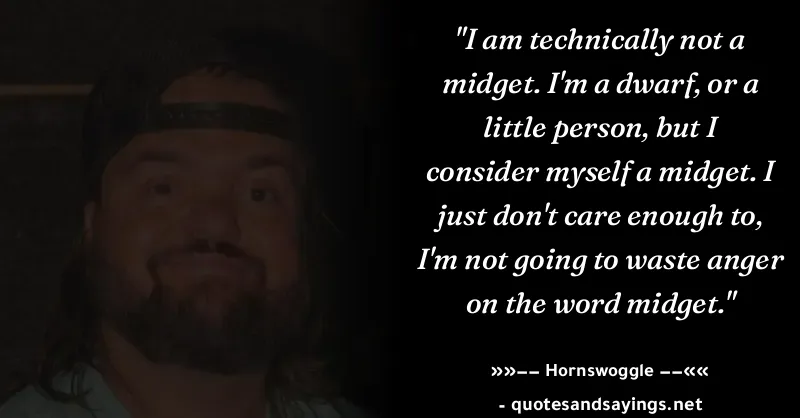 "I am technically not a
midget. I'm a dwarf, or a
little person, but I
consider myself a midget. I
just don't care enough to,
I'm not going to waste anger
on the word midget."
»»−− Hornswoggle −−««
- quotesandsayings.net